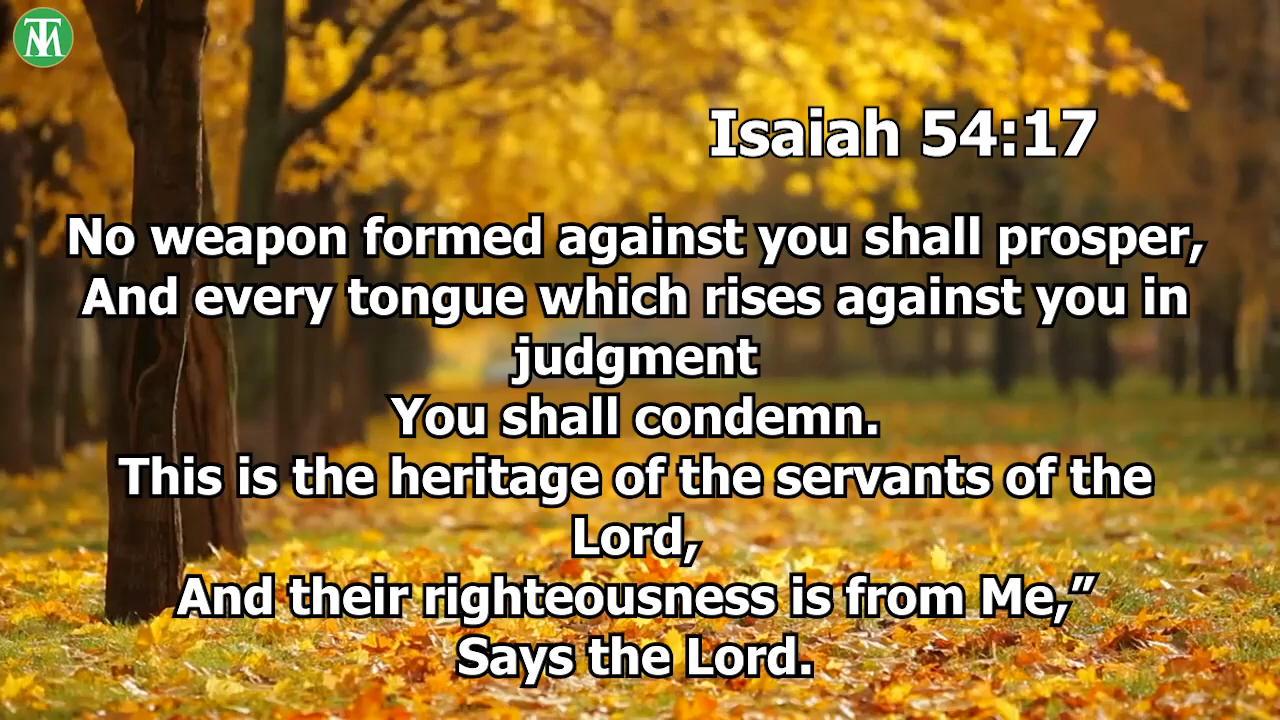 Isaiah 54:17
No weapon formed against you shall prosper,
And every tongue which rises against you in
judgment
You shall condemn.
This is the heritage of the servants of the
Lord,
And their righteousness is from Me,”
Says the Lord.